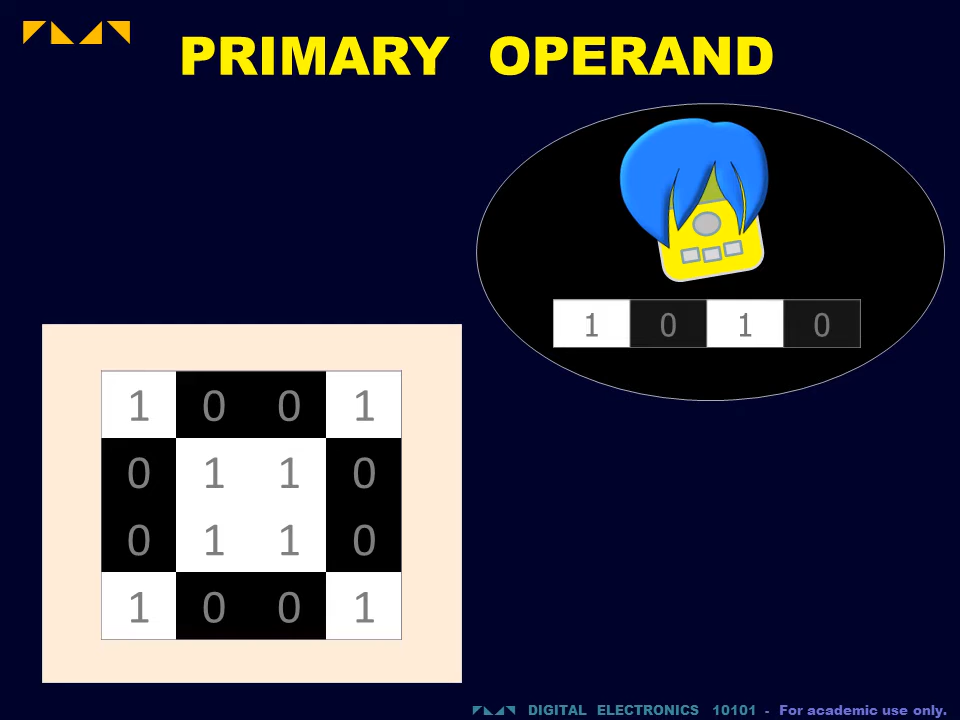 PRIMARY OPERAND
1 0 1 0
1 0 0 1
0 1 1 0
0 1 1 0
1 0 0 1
DIGITAL ELECTRONICS 10101 - For academic use only.